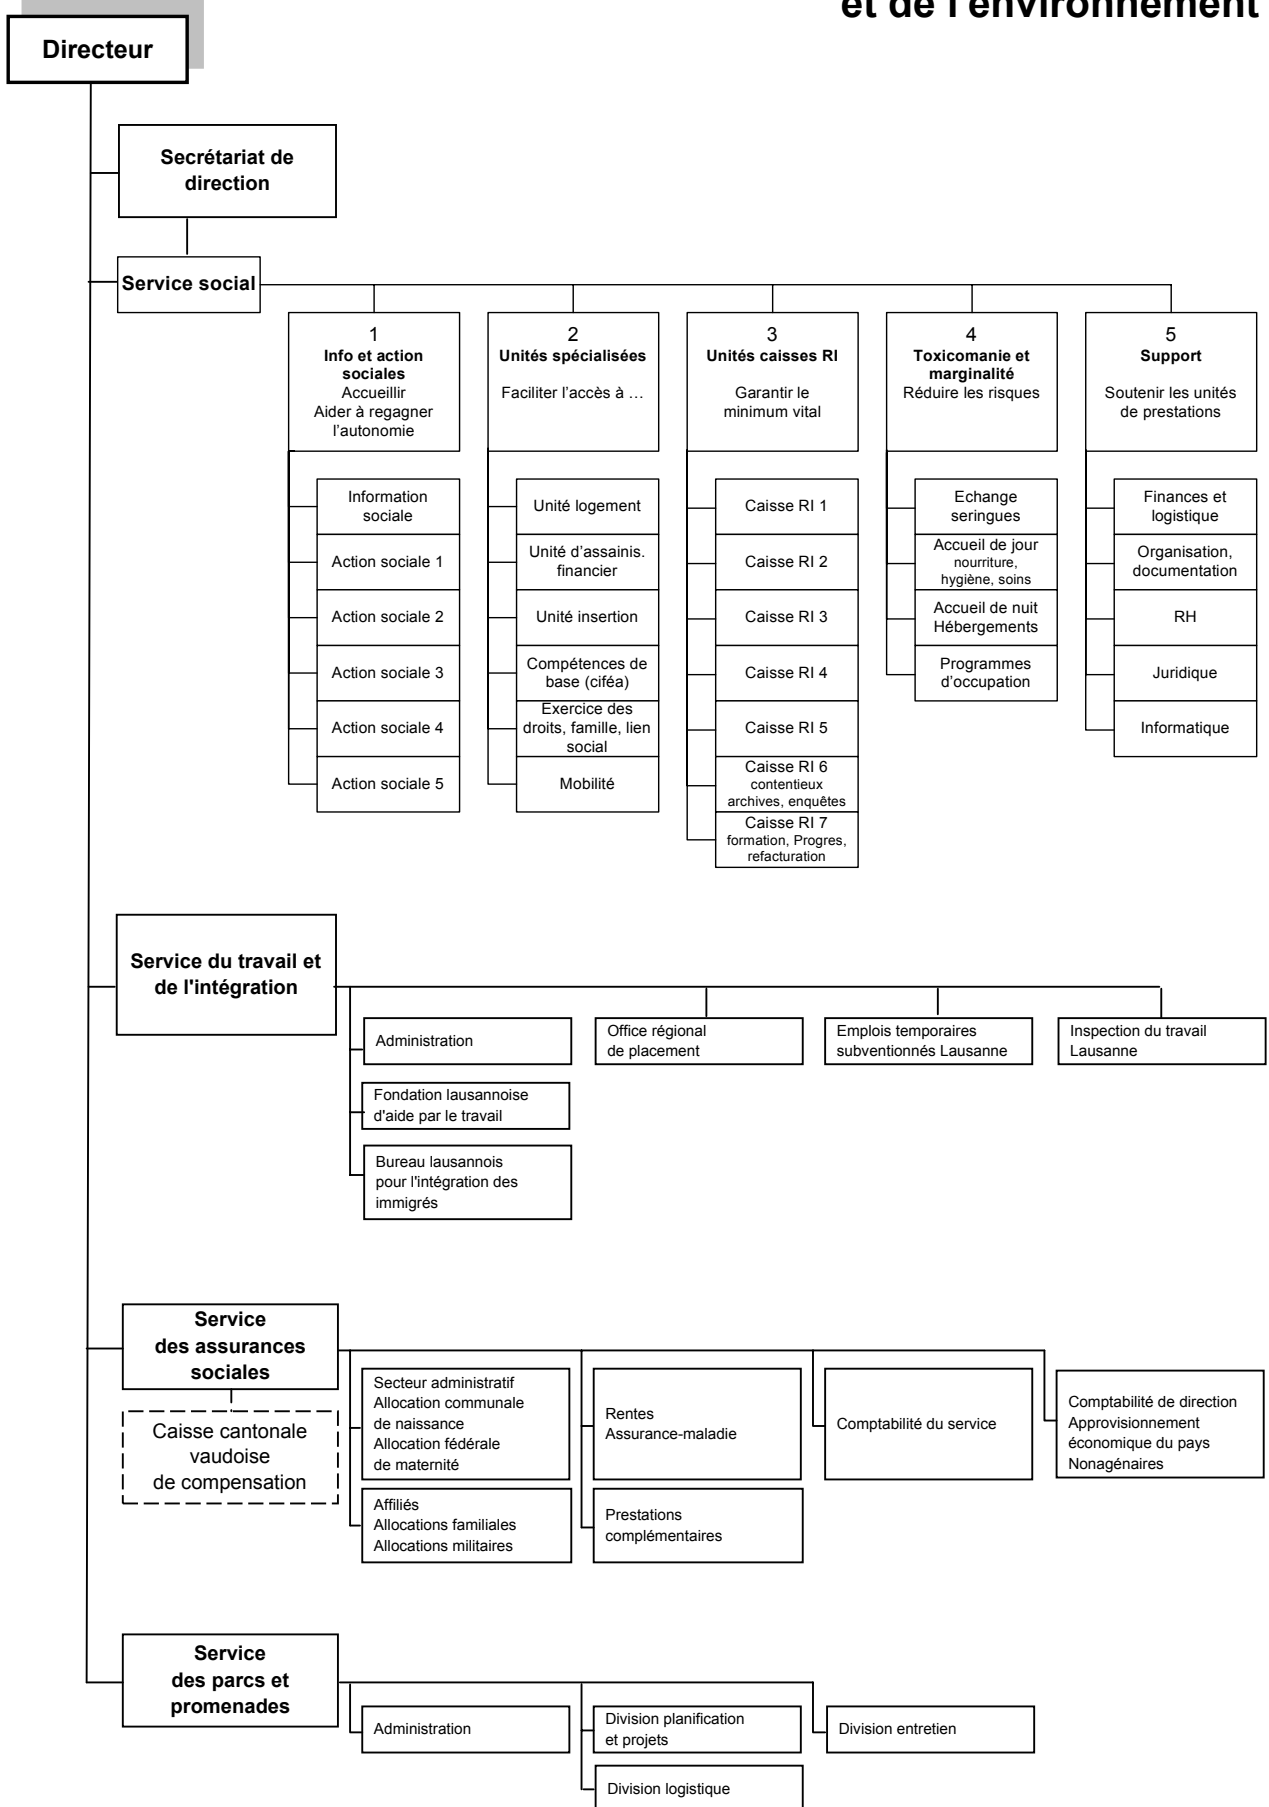 et de l'environnement
Directeur
Secrétariat de
direction
Service social
1
Info et action
sociales
Accueillir
Aider à regagner
l'autonomie
2
Unités spécialisées
Faciliter l'accès à …
3
Unités caisses RI
Garantir le
minimum vital
4
Toxicomanie et
marginalité
Réduire les risques
5
Support
Soutenir les unités
de prestations
Information
sociale
Action sociale 1
Action sociale 2
Action sociale 3
Action sociale 4
Action sociale 5
Unité logement
Unité d'assainis.
financier
Unité insertion
Compétences de
base (ciféa)
Exercice des
droits, famille, lien
social
Mobilité
Caisse RI 1
Caisse RI 2
Caisse RI 3
Caisse RI 4
Caisse RI 5
Caisse RI 6
contentieux
archives, enquêtes
Caisse RI 7
formation, Progres,
refacturation
Echange
seringues
Accueil de jour
nourriture,
hygiène, soins
Accueil de nuit
Hébergements
Programmes
d'occupation
Finances et
logistique
Organisation,
documentation
RH
Juridique
Informatique
Service du travail et
de l'intégration
Administration
Fondation lausannoise
d'aide par le travail
Bureau lausannois
pour l'intégration des
immigrés
Office régional
de placement
Emplois temporaires
subventionnés Lausanne
Inspection du travail
Lausanne
Service
des assurances
sociales
Caisse cantonale
vaudoise
de compensation
Secteur administratif
Allocation communale
de naissance
Allocation fédérale
de maternité
Affiliés
Allocations familiales
Allocations militaires
Rentes
Assurance-maladie
Prestations
complémentaires
Comptabilité du service
Comptabilité de direction
Approvisionnement
économique du pays
Nonagénaires
Service
des parcs et
promenades
Administration
Division planification
et projets
Division logistique
Division entretien